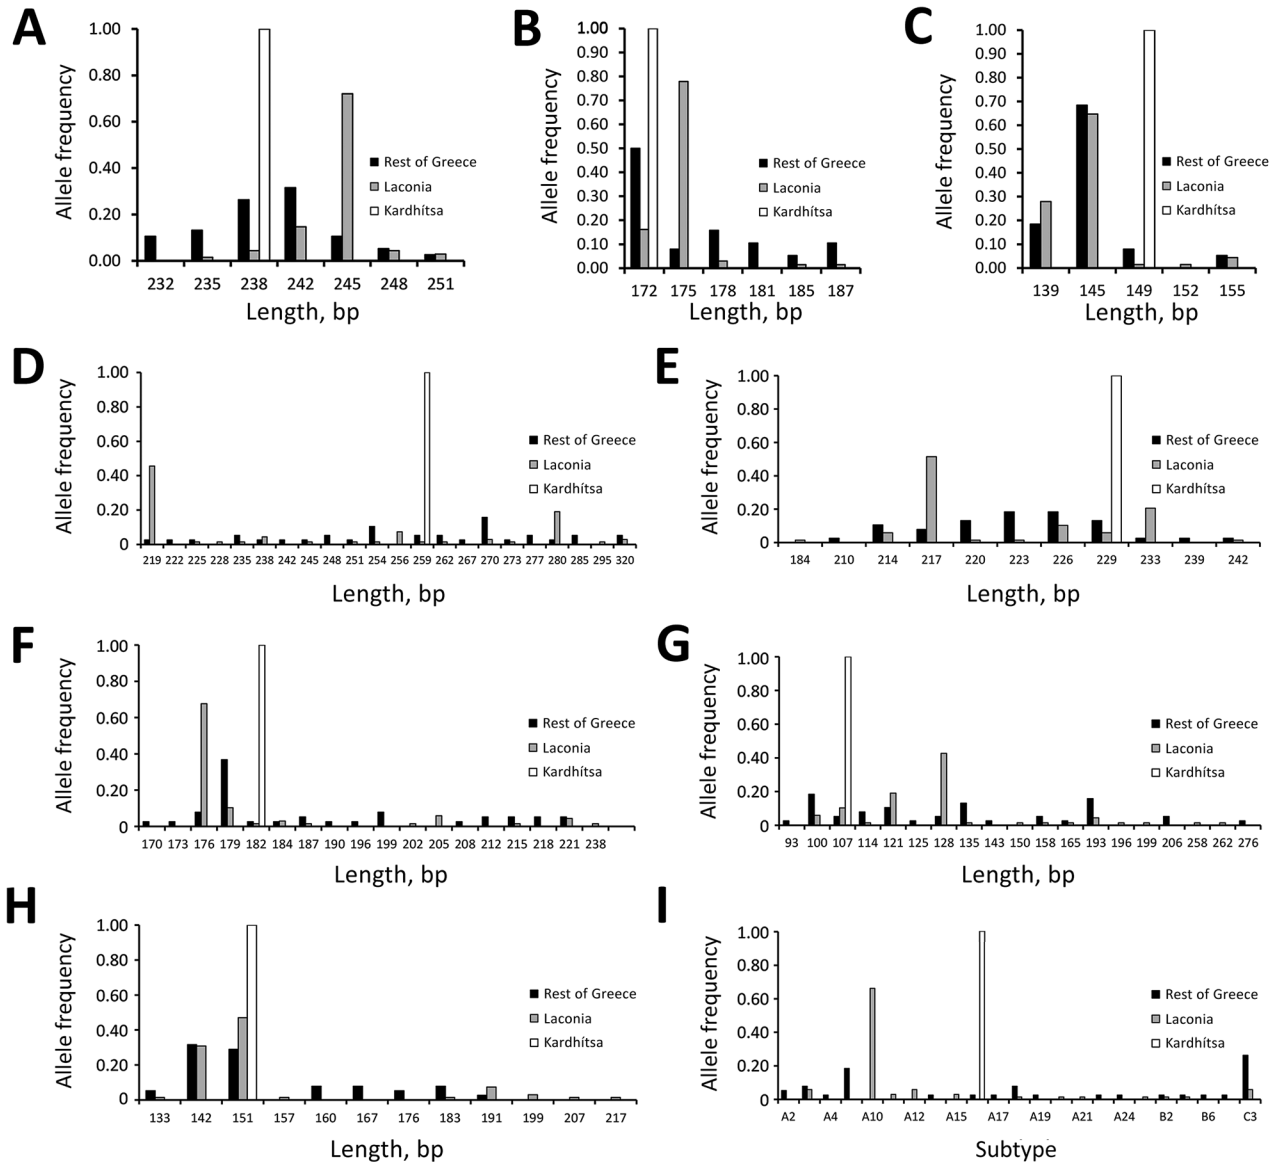 A
Allele frequency
1.00
0.80
0.60
0.40
0.20
0.00
232 235 238 242 245 248 251
Length, bp
Rest of Greece
Laconia
Kardhítsa
B
Allele frequency
1.00
0.90
0.80
0.70
0.60
0.50
0.40
0.30
0.20
0.10
0.00
172 175 178 181 185 187
Length, bp
Rest of Greece
Laconia
Kardhítsa
C
Allele frequency
1.00
0.90
0.80
0.70
0.60
0.50
0.40
0.30
0.20
0.10
0.00
139 145 149 152 155
Length, bp
Rest of Greece
Laconia
Kardhítsa
D
Allele frequency
1.00
0.80
0.60
0.40
0.20
0
219 222 225 228 235 238 242 245 248 251 254 256 259 262 267 270 273 277 280 285 295 320
Length, bp
Rest of Greece
Laconia
Kardhítsa
E
Allele frequency
1.00
0.80
0.60
0.40
0.20
0
184 210 214 217 220 223 226 229 233 239 242
Length, bp
Rest of Greece
Laconia
Kardhítsa
F
Allele frequency
1.00
0.80
0.60
0.40
0.20
0
170 173 176 179 182 184 187 190 196 199 202 205 208 212 215 218 221 238
Length, bp
Rest of Greece
Laconia
Kardhítsa
G
Allele frequency
1.00
0.80
0.60
0.40
0.20
0
93 100 107 114 121 125 128 135 143 150 158 165 193 196 199 206 258 262 276
Length, bp
Rest of Greece
Laconia
Kardhítsa
H
Allele frequency
1.00
0.80
0.60
0.40
0.20
0
133 142 151 157 160 167 176 183 191 199 207 217
Length, bp
Rest of Greece
Laconia
Kardhítsa
I
Allele frequency
1.00
0.80
0.60
0.40
0.20
0
A2 A4 A10 A12 A15 A17 A19 A21 A24 B2 B6 C3
Subtype
Rest of Greece
Laconia
Kardhítsa